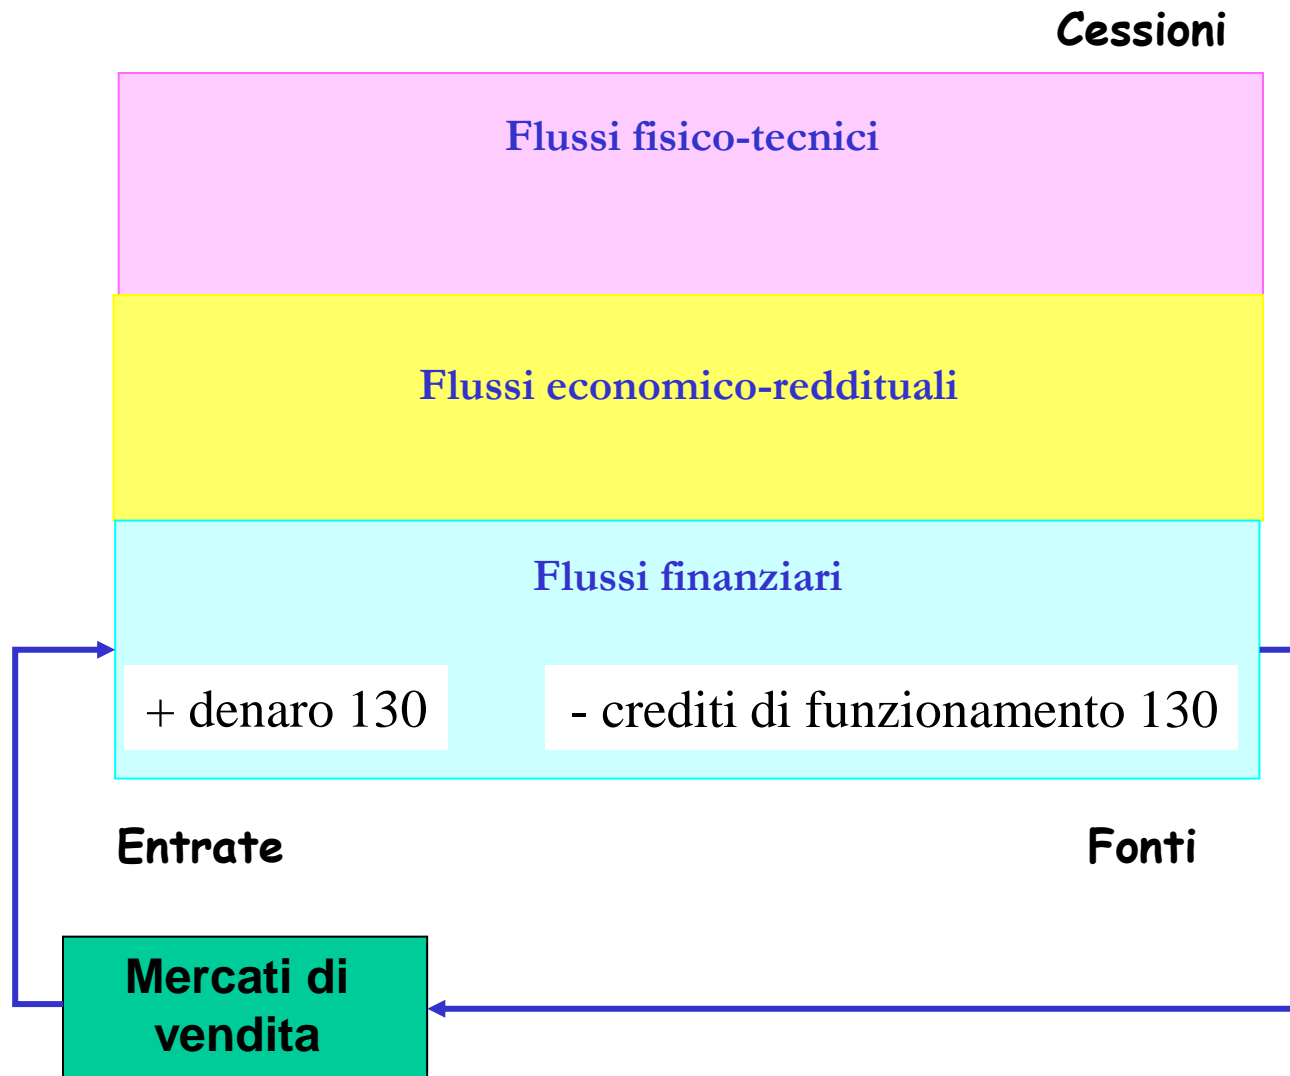 Cessioni
Flussi fisico-tecnici
Flussi economico-reddituali
Flussi finanziari
+ denaro 130
- crediti di funzionamento 130
Entrate
Fonti
Mercati di
vendita